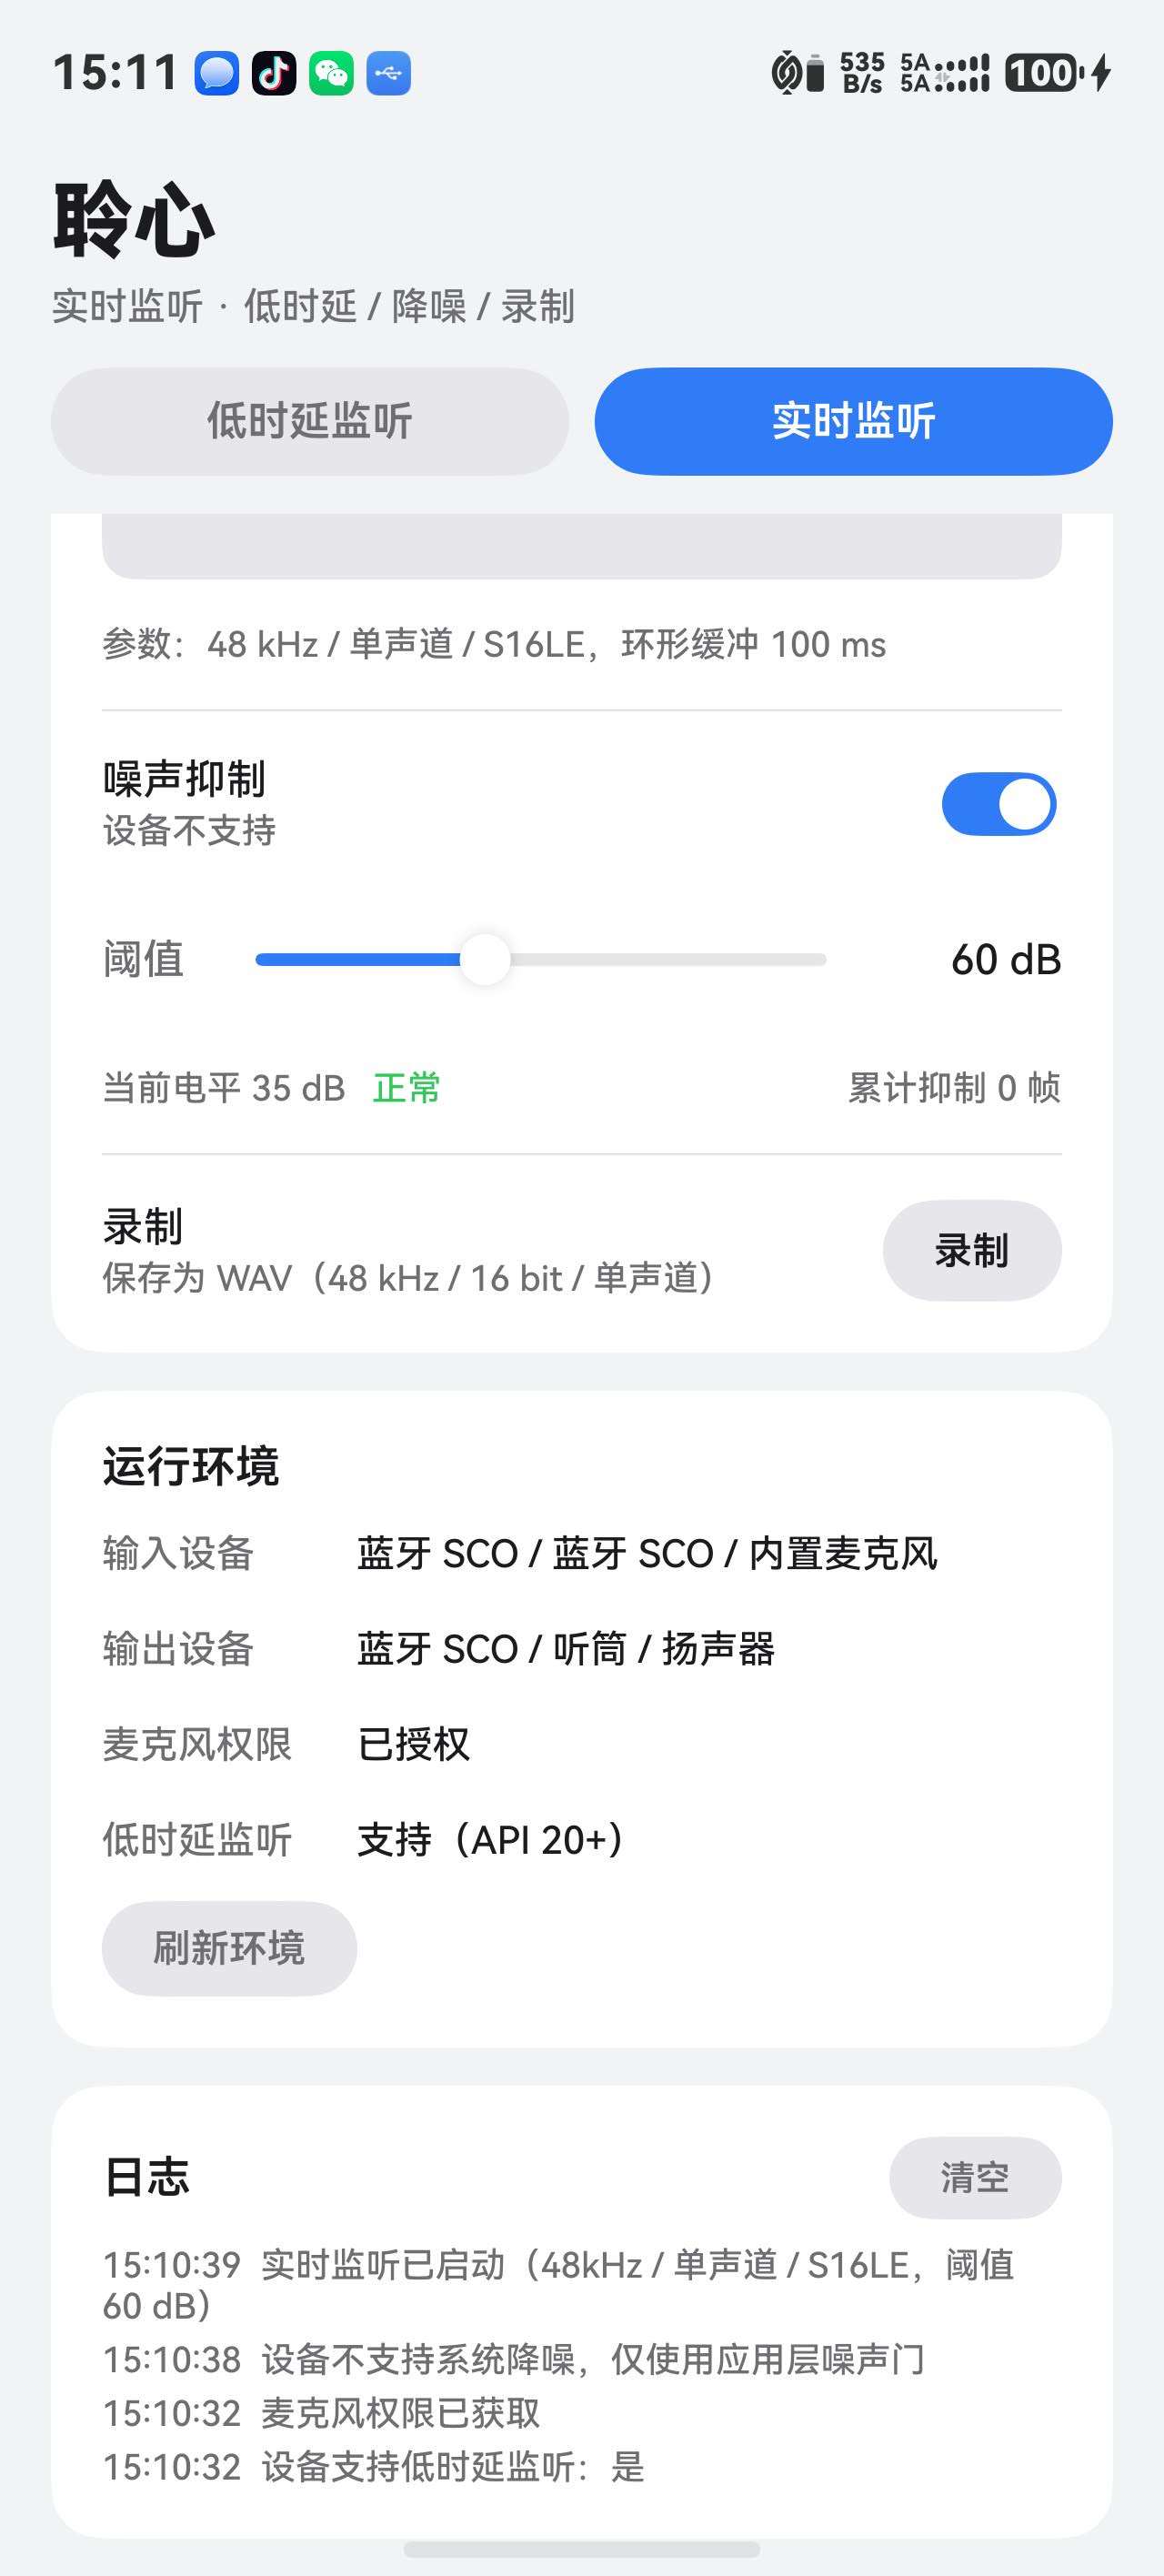 15:11
535
B/s
5A
5A
100
聆心
实时监听 · 低时延 / 降噪 / 录制
低时延监听
实时监听
参数：48 kHz / 单声道 / S16LE，环形缓冲 100 ms
噪声抑制
设备不支持
阈值
60 dB
当前电平 35 dB 正常
累计抑制 0 帧
录制
保存为 WAV（48 kHz / 16 bit / 单声道）
录制
运行环境
输入设备 蓝牙 SCO / 蓝牙 SCO / 内置麦克风
输出设备 蓝牙 SCO / 听筒 / 扬声器
麦克风权限 已授权
低时延监听 支持（API 20+）
刷新环境
日志
清空
15:10:39 实时监听已启动（48kHz / 单声道 / S16LE，阈值
60 dB）
15:10:38 设备不支持系统降噪，仅使用应用层噪声门
15:10:32 麦克风权限已获取
15:10:32 设备支持低时延监听：是